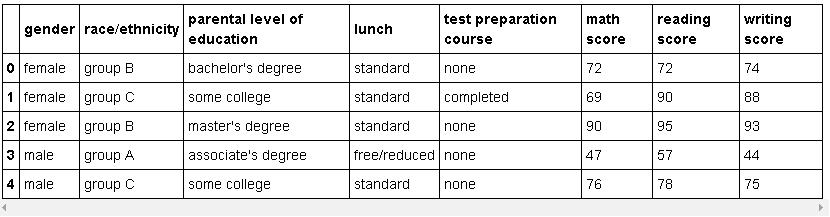 gender race/ethnicity parental level of education lunch test preparation course math score reading score writing score
0 female group B bachelor's degree standard none 72 72 74
1 female group C some college standard completed 69 90 88
2 female group B master's degree standard none 90 95 93
3 male group A associate's degree free/reduced none 47 57 44
4 male group C some college standard none 76 78 75